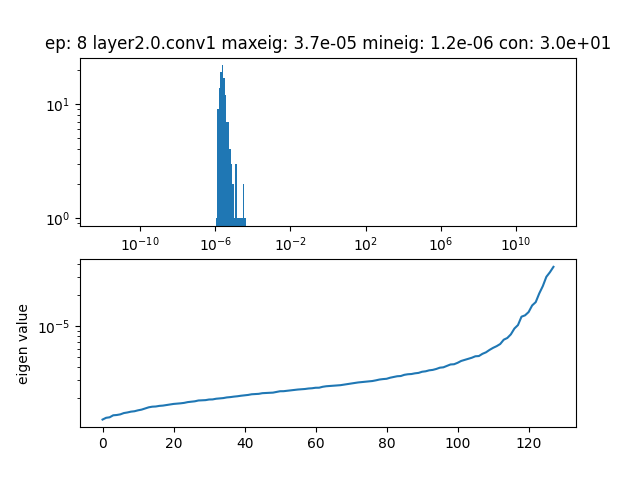 ep: 8 layer2.0.conv1 maxeig: 3.7e-05 mineig: 1.2e-06 con: 3.0e+01
10¹
10⁰
10⁻¹⁰ 10⁻⁶ 10⁻² 10² 10⁶ 10¹⁰
eigen value
10⁻⁵
0 20 40 60 80 100 120